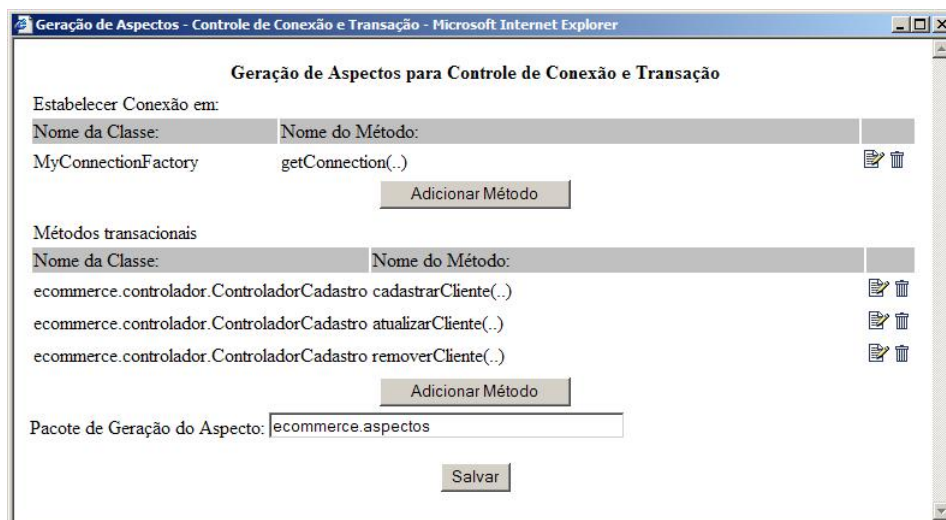 Geração de Aspectos - Controle de Conexão e Transação - Microsoft Internet Explorer
Geração de Aspectos para Controle de Conexão e Transação
Estabelecer Conexão em:
Nome da Classe: Nome do Método:
MyConnectionFactory getConnection(..)
Adicionar Método
Métodos transacionais
Nome da Classe: Nome do Método:
ecommerce.controlador.ControladorCadastro cadastrarCliente(..)
ecommerce.controlador.ControladorCadastro atualizarCliente(..)
ecommerce.controlador.ControladorCadastro removerCliente(..)
Adicionar Método
Pacote de Geração do Aspecto: ecommerce.aspectos
Salvar